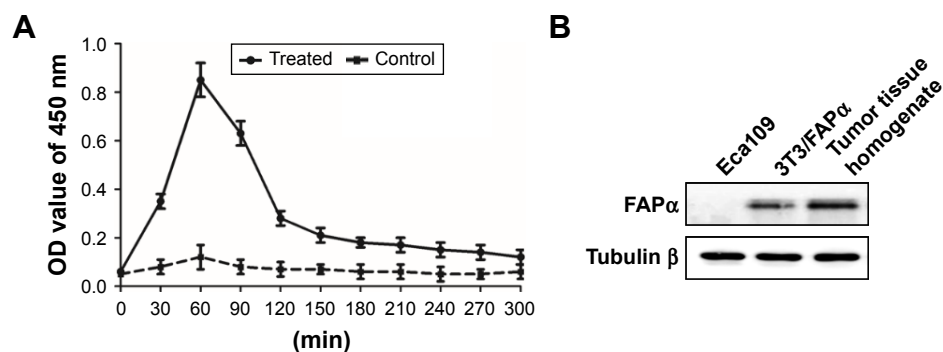 A
B
Treated Control
OD value of 450 nm
1.0
0.8
0.6
0.4
0.2
0.0
0 30 60 90 120 150 180 210 240 270 300
(min)
Eca109
3T3/FAPα
Tumor tissue
homogenate
FAPα
Tubulin β